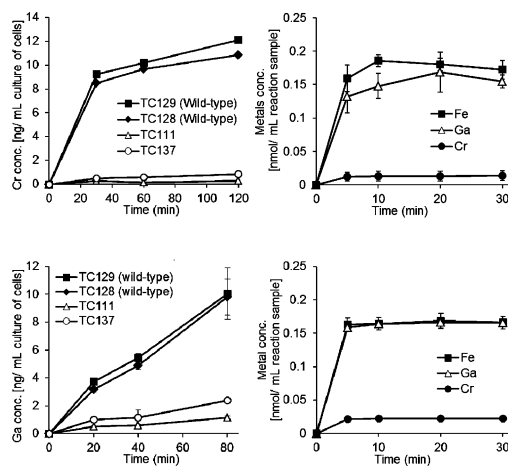 Cr conc. [ng/ mL culture of cells]
14
12
10
8
6
4
2
0
TC129 (Wild-type)
TC128 (Wild-type)
TC111
TC137
0 20 40 60 80 100 120
Time (min)
Metals conc.
[nmol/ mL reaction sample]
0.25
0.2
0.15
0.1
0.05
0
Fe
Ga
Cr
0 10 20 30
Time (min)
Ga conc. [ng/ mL culture of cells]
12
10
8
6
4
2
0
TC129 (wild-type)
TC128 (wild-type)
TC111
TC137
0 20 40 60 80
Time (min)
Metal conc.
[nmol/ mL reaction sample]
0.25
0.2
0.15
0.1
0.05
0
Fe
Ga
Cr
0 10 20 30
Time (min)